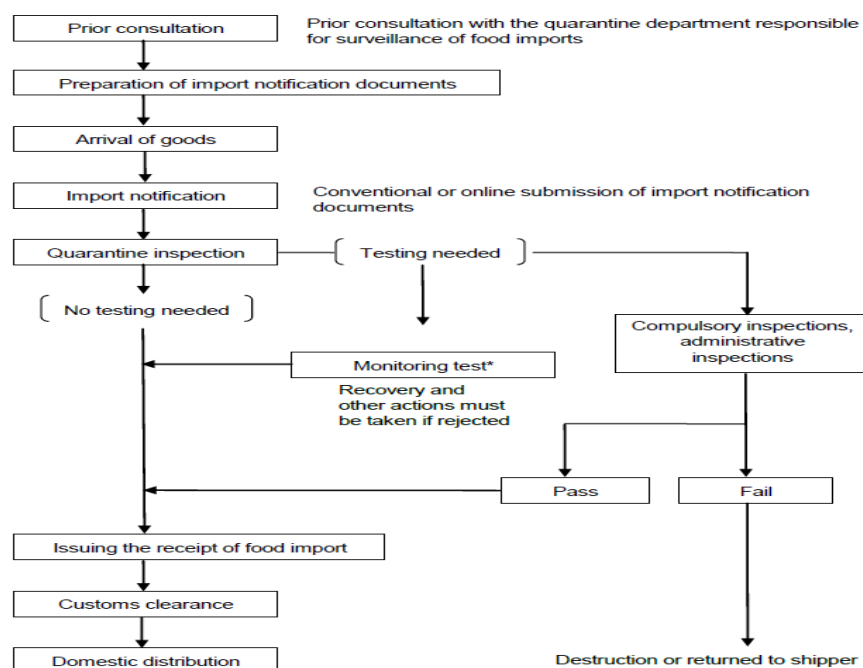 Prior consultation
Prior consultation with the quarantine department responsible
for surveillance of food imports
Preparation of import notification documents
Arrival of goods
Import notification
Conventional or online submission of import notification
documents
Quarantine inspection
Testing needed
No testing needed
Compulsory inspections,
administrative
inspections
Monitoring test*
Recovery and
other actions must
be taken if rejected
Pass
Fail
Issuing the receipt of food import
Customs clearance
Domestic distribution
Destruction or returned to shipper